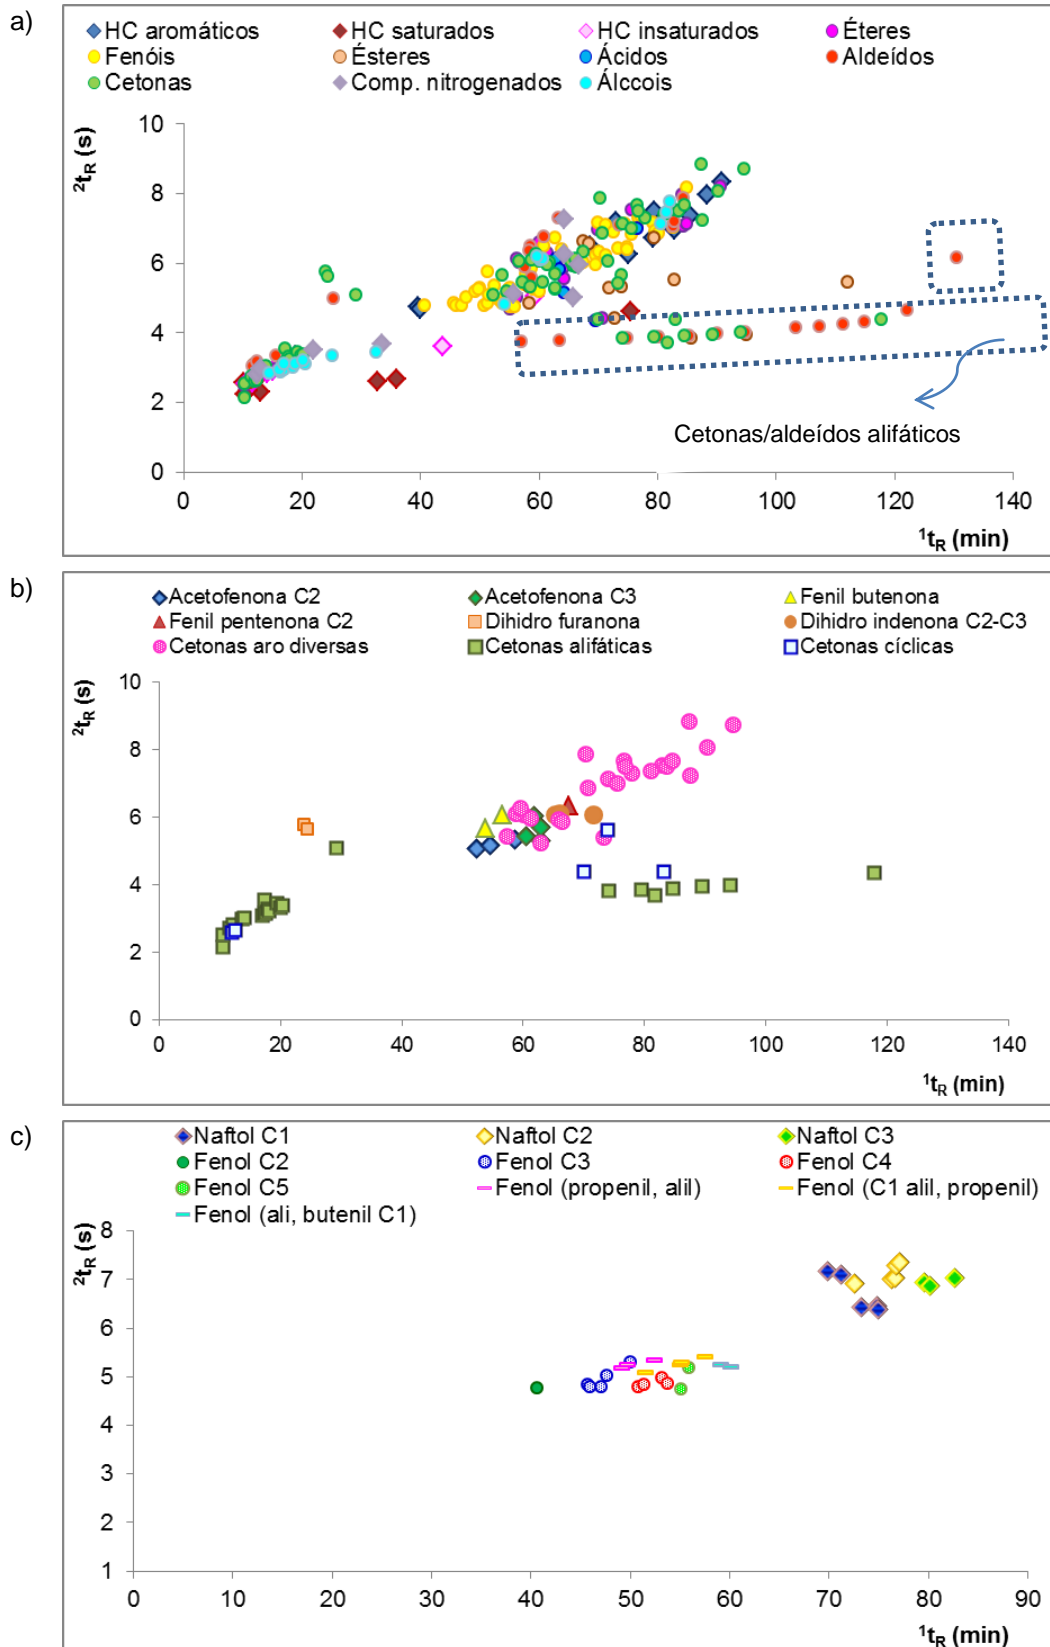 a)
HC aromáticos HC saturados HC insaturados Éteres
Fenóis Ésteres Ácidos Aldeídos
Cetonas Comp. nitrogenados Álccois
²tR (s)
10
8
6
4
2
0
Cetonas/aldeídos alifáticos
0 20 40 60 80 100 120 140
¹tR (min)
b)
Acetofenona C2 Acetofenona C3 Fenil butenona
Fenil pentenona C2 Dihidro furanona Dihidro indenona C2-C3
Cetonas aro diversas Cetonas alifáticas Cetonas cíclicas
²tR (s)
10
8
6
4
2
0
0 20 40 60 80 100 120 140
¹tR (min)
c)
Naftol C1 Naftol C2 Naftol C3
Fenol C2 Fenol C3 Fenol C4
Fenol C5 Fenol (propenil, alil) Fenol (C1 alil, propenil)
Fenol (ali, butenil C1)
²tR (s)
8
7
6
5
4
3
2
1
0 10 20 30 40 50 60 70 80 90
¹tR (min)